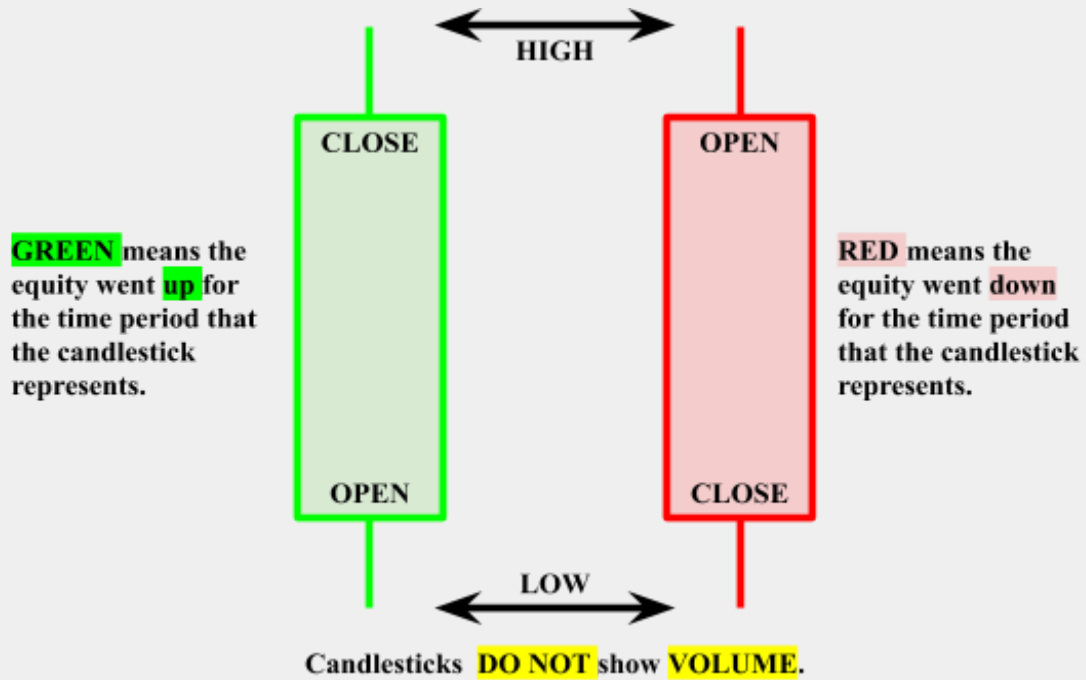 HIGH
CLOSE
OPEN
GREEN means the
equity went up for
the time period that
the candlestick
represents.
RED means the
equity went down
for the time period
that the candlestick
represents.
OPEN
CLOSE
LOW
Candlesticks DO NOT show VOLUME.